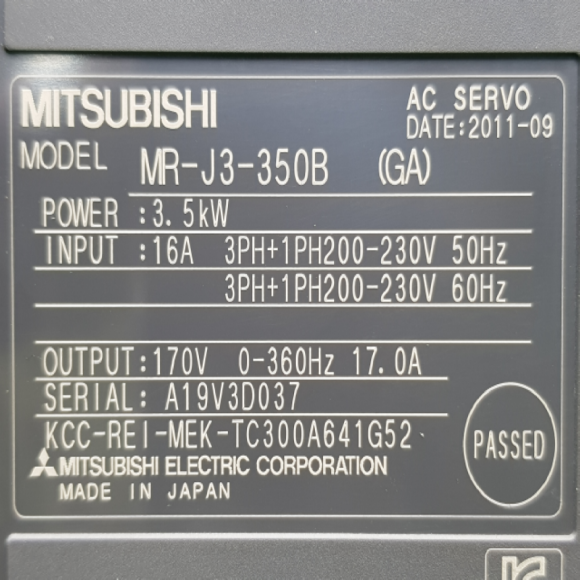 MITSUBISHI
AC SERVO
DATE:2011-09
MODEL MR-J3-350B (GA)
POWER :3.5kW
INPUT :16A 3PH+1PH200-230V 50Hz
3PH+1PH200-230V 60Hz
OUTPUT:170V 0-360Hz 17.0A
SERIAL: A19V3D037
KCC-REI-MEK-TC300A641G52
PASSED
MITSUBISHI ELECTRIC CORPORATION
MADE IN JAPAN